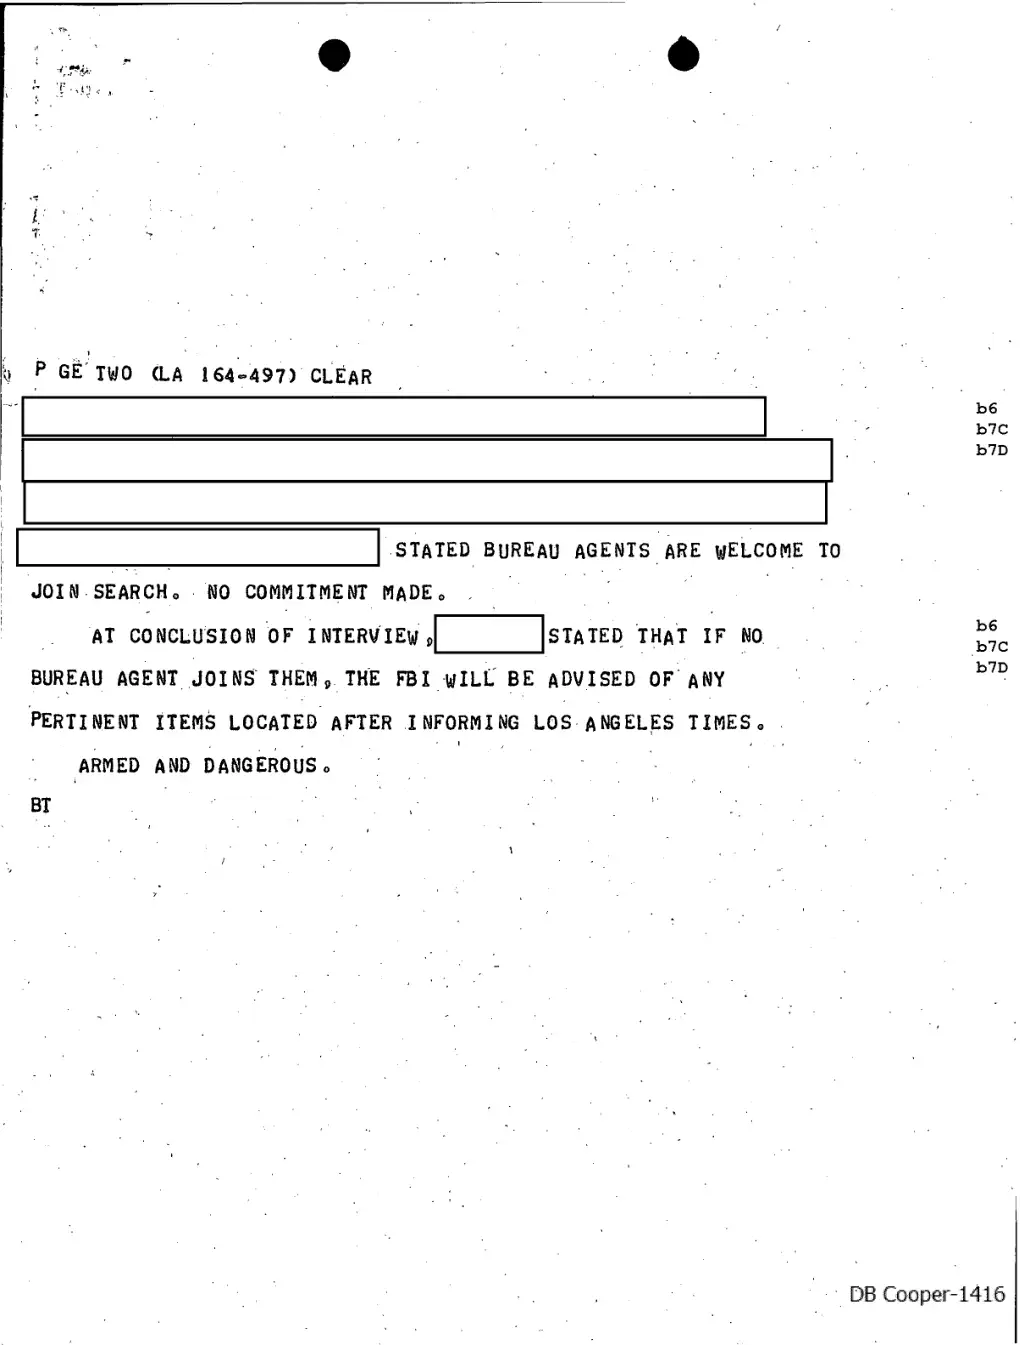 P GE TWO (LA 164-497) CLEAR
b6
b7C
b7D
STATED BUREAU AGENTS ARE WELCOME TO
JOIN SEARCH. NO COMMITMENT MADE.
AT CONCLUSION OF INTERVIEW, STATED THAT IF NO
b6
b7C
b7D
BUREAU AGENT JOINS THEM, THE FBI WILL BE ADVISED OF ANY
PERTINENT ITEMS LOCATED AFTER INFORMING LOS ANGELES TIMES.
ARMED AND DANGEROUS.
BT
DB Cooper-1416